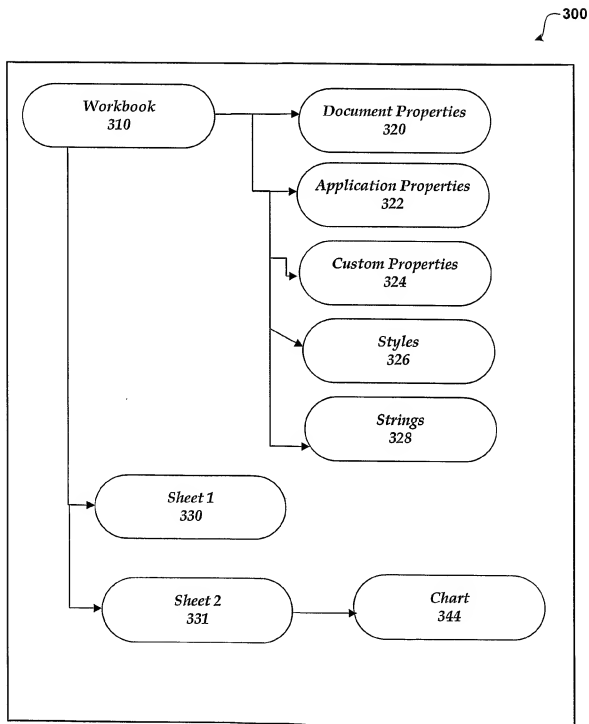 300
Workbook
310
Document Properties
320
Application Properties
322
Custom Properties
324
Styles
326
Strings
328
Sheet 1
330
Sheet 2
331
Chart
344